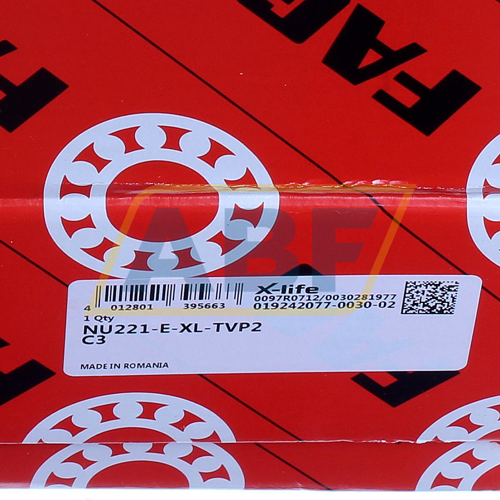 FAG
ABF
X-life
0097R0712/0030281977
4 012801 395663
019242077-0030-02
1 Qty
NU221-E-XL-TVP2
C3
MADE IN ROMANIA